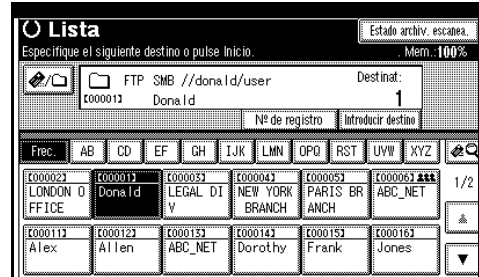 Lista
Estado archiv. escanea.
Especifique el siguiente destino o pulse Inicio.
. Mem.:100%
FTP SMB //donald/user
Destinat:
[00001]
Donald
1
Nº de registro
Introducir destino
Frec. AB CD EF GH IJK LMN OPQ RST UVW XYZ
[00002] [00001] [00003] [00004] [00005] [00006]
LONDON O Donald LEGAL DI NEW YORK PARIS BR ABC_NET
FFICE V BRANCH ANCH
1/2
[00011] [00012] [00013] [00014] [00015] [00016]
Alex Allen ABC_NET Dorothy Frank Jones